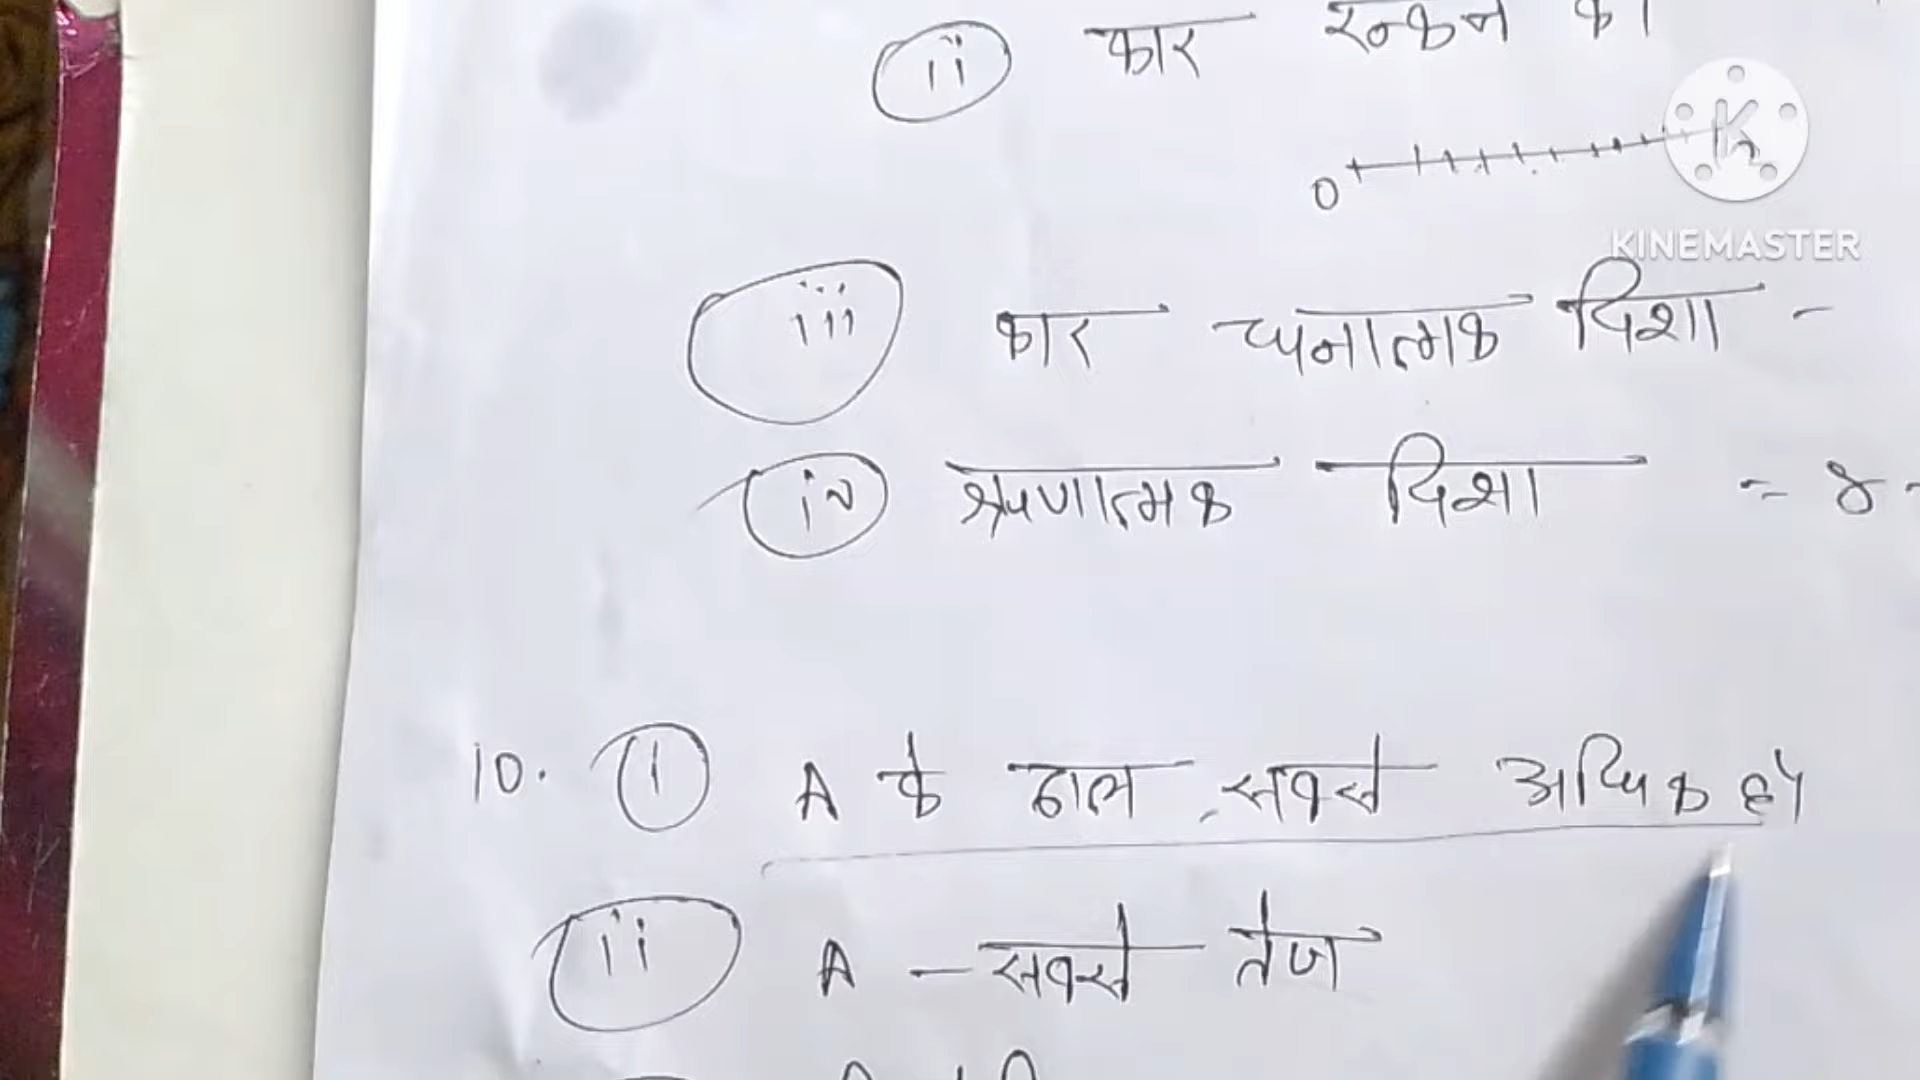 ii कार रुकने का
0
K
KINEMASTER
iii कार धनात्मक दिशा -
iv ऋणात्मक दिशा = 8-
10. i A के ढाल सबसे अधिक है
ii A - सबसे तेज